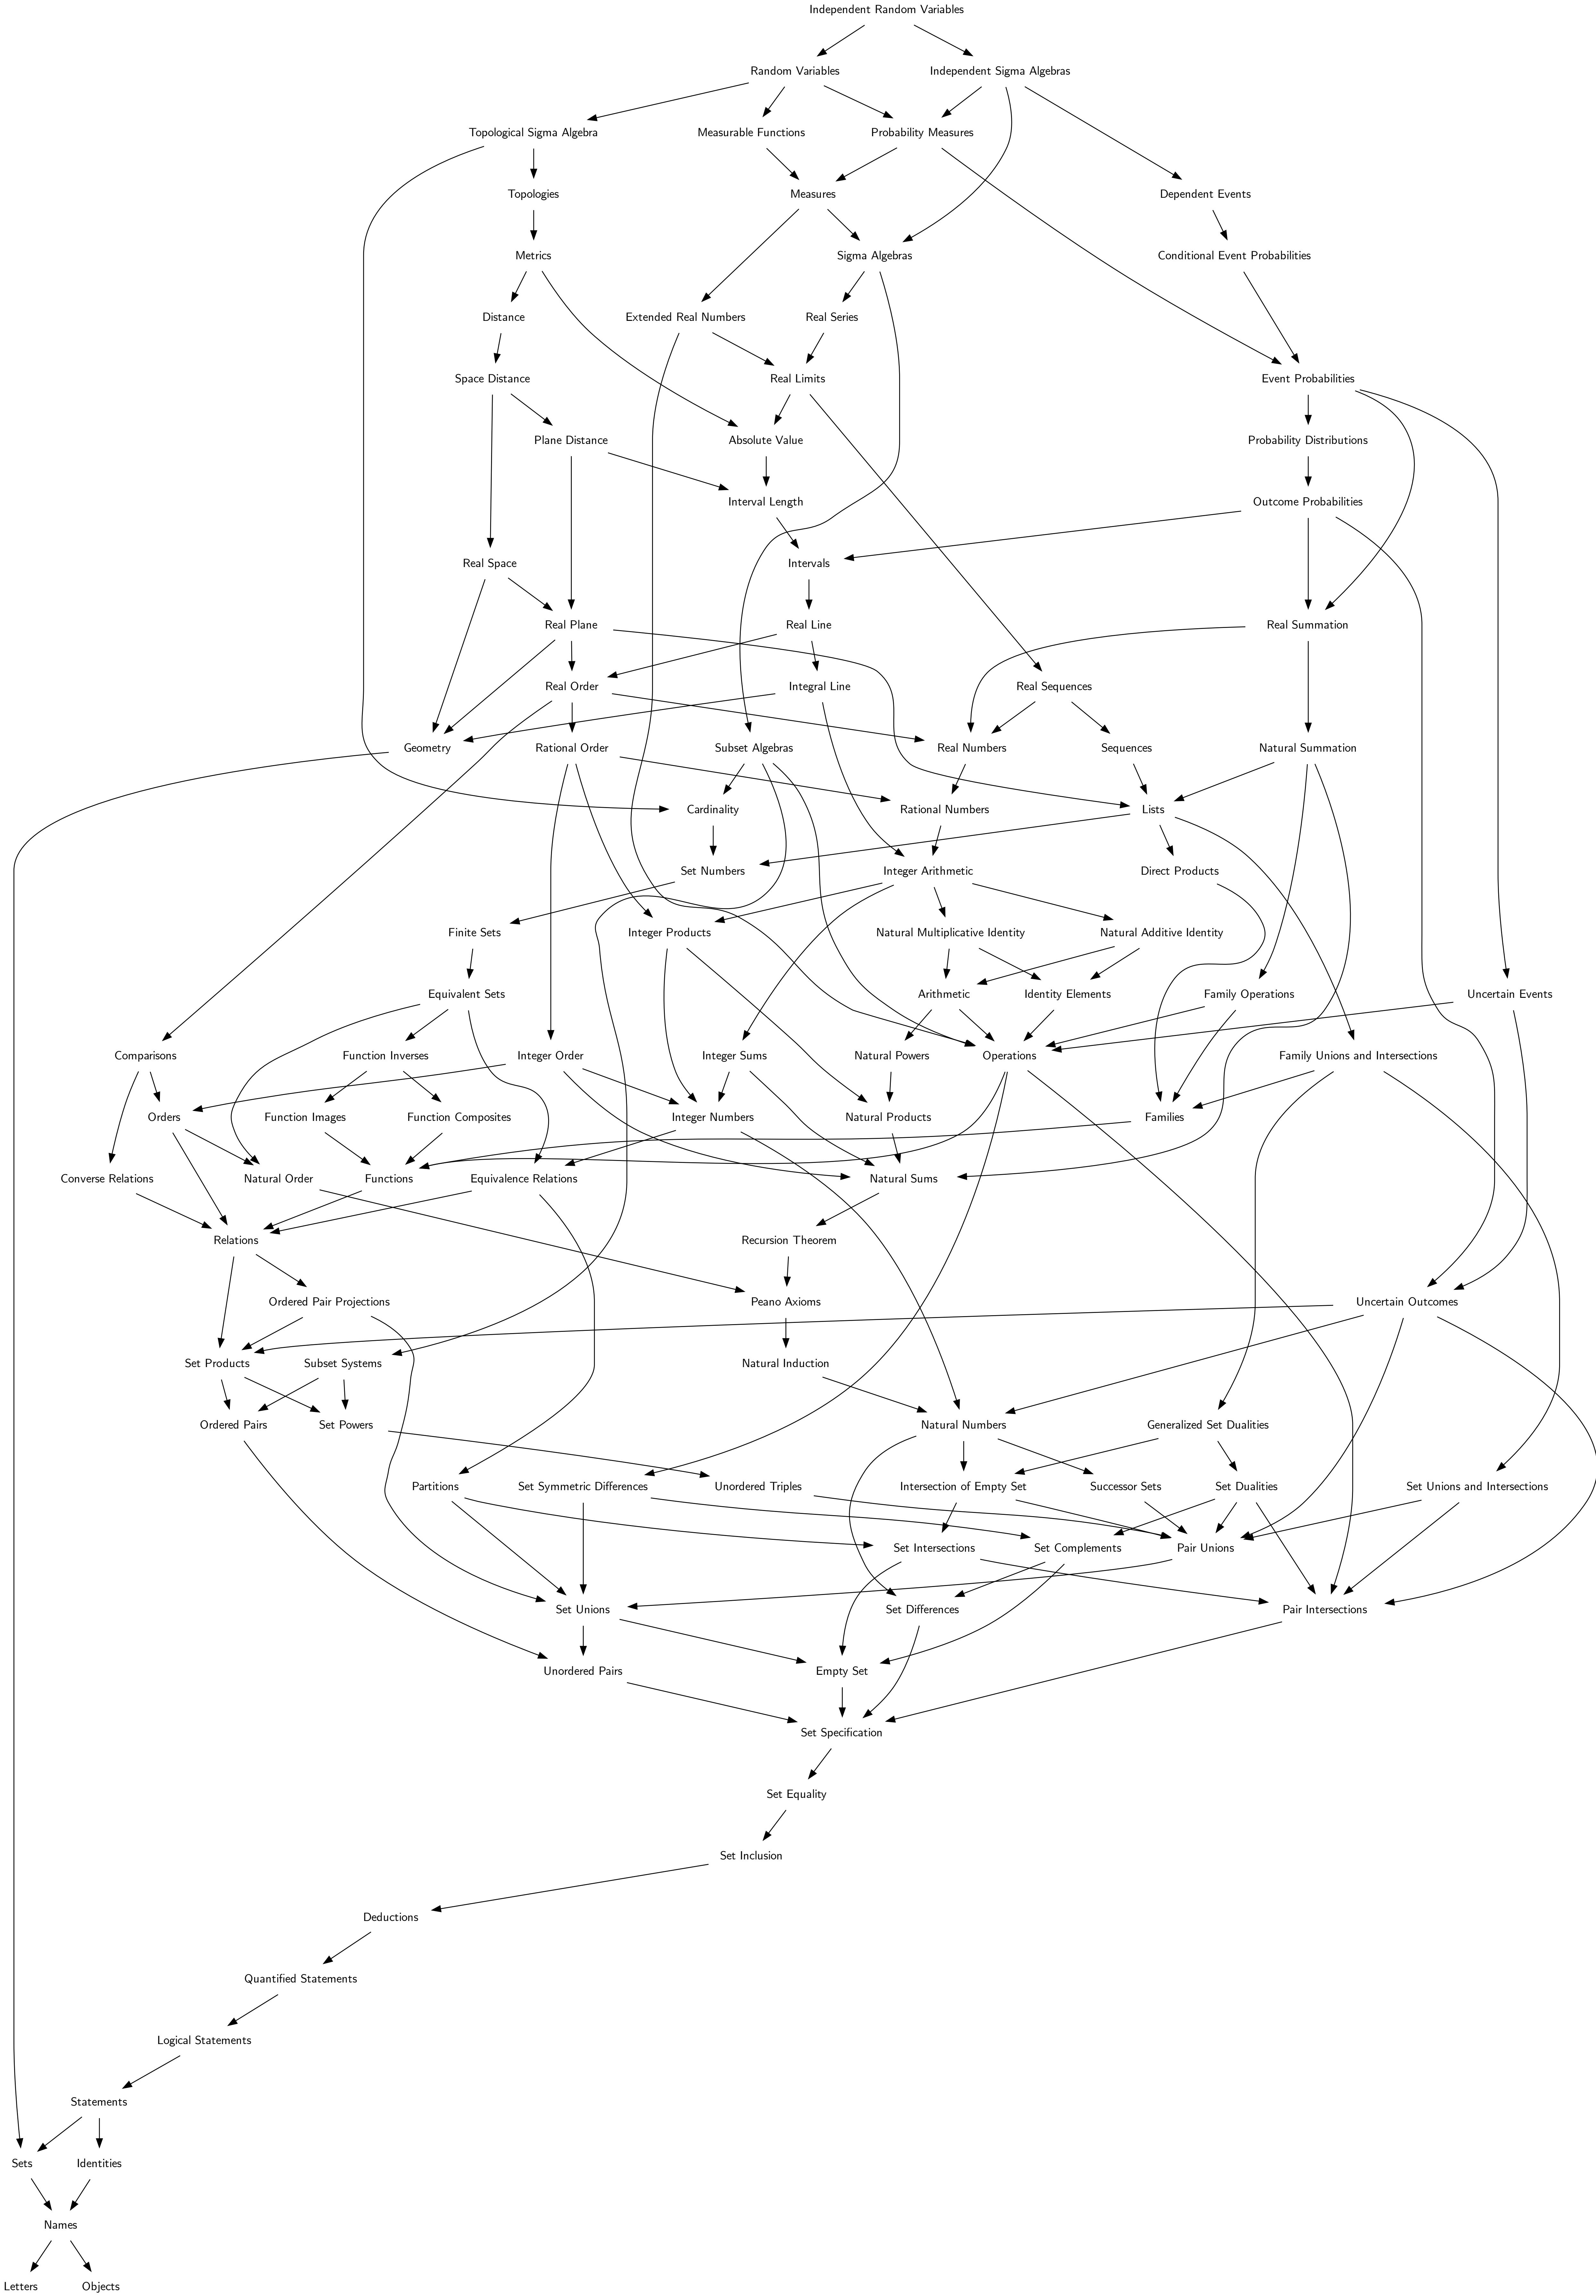 Independent Random Variables
Random Variables
Independent Sigma Algebras
Topological Sigma Algebra
Measurable Functions
Probability Measures
Topologies
Measures
Dependent Events
Metrics
Sigma Algebras
Conditional Event Probabilities
Distance
Extended Real Numbers
Real Series
Space Distance
Real Limits
Event Probabilities
Plane Distance
Absolute Value
Probability Distributions
Interval Length
Outcome Probabilities
Real Space
Intervals
Real Plane
Real Line
Real Summation
Real Order
Integral Line
Real Sequences
Geometry
Rational Order
Subset Algebras
Real Numbers
Sequences
Natural Summation
Cardinality
Rational Numbers
Lists
Set Numbers
Integer Arithmetic
Direct Products
Finite Sets
Integer Products
Natural Multiplicative Identity
Natural Additive Identity
Equivalent Sets
Arithmetic
Identity Elements
Family Operations
Uncertain Events
Comparisons
Function Inverses
Integer Order
Integer Sums
Natural Powers
Operations
Family Unions and Intersections
Orders
Function Images
Function Composites
Integer Numbers
Natural Products
Families
Converse Relations
Natural Order
Functions
Equivalence Relations
Natural Sums
Relations
Recursion Theorem
Ordered Pair Projections
Peano Axioms
Uncertain Outcomes
Set Products
Subset Systems
Natural Induction
Ordered Pairs
Set Powers
Natural Numbers
Generalized Set Dualities
Partitions
Set Symmetric Differences
Unordered Triples
Intersection of Empty Set
Successor Sets
Set Dualities
Set Unions and Intersections
Set Intersections
Set Complements
Pair Unions
Set Unions
Set Differences
Pair Intersections
Unordered Pairs
Empty Set
Set Specification
Set Equality
Set Inclusion
Deductions
Quantified Statements
Logical Statements
Statements
Sets
Identities
Names
Letters
Objects